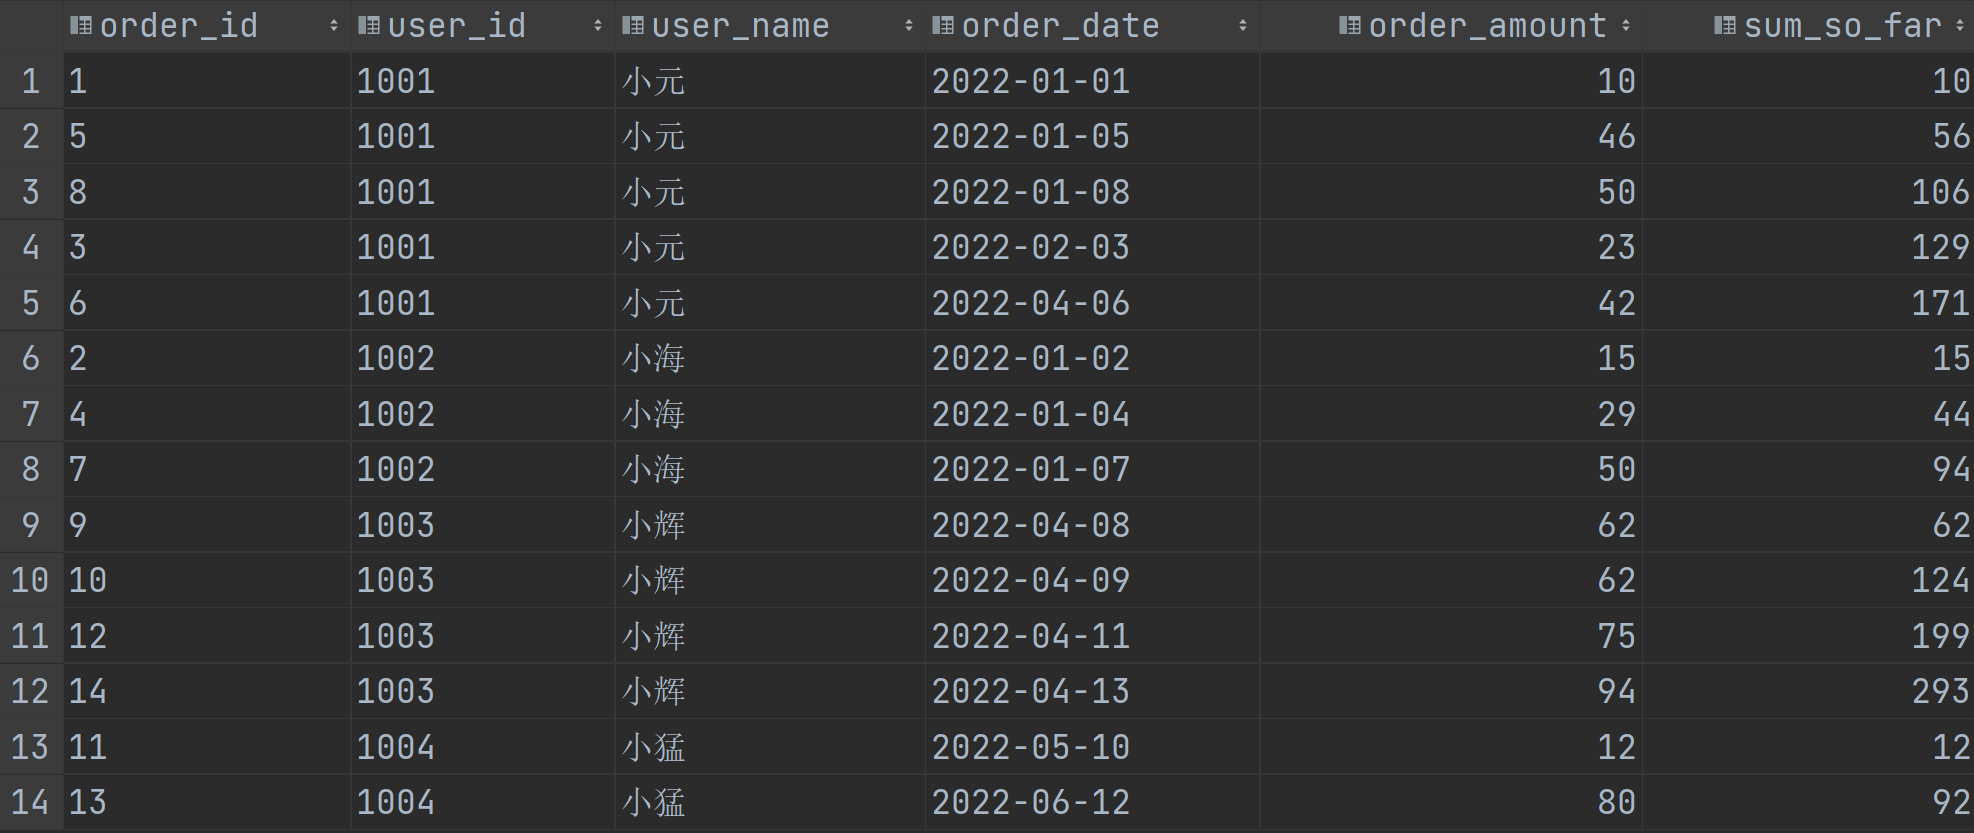 order_id user_id user_name order_date order_amount sum_so_far
1 1 1001 小元 2022-01-01 10 10
2 5 1001 小元 2022-01-05 46 56
3 8 1001 小元 2022-01-08 50 106
4 3 1001 小元 2022-02-03 23 129
5 6 1001 小元 2022-04-06 42 171
6 2 1002 小海 2022-01-02 15 15
7 4 1002 小海 2022-01-04 29 44
8 7 1002 小海 2022-01-07 50 94
9 9 1003 小辉 2022-04-08 62 62
10 10 1003 小辉 2022-04-09 62 124
11 12 1003 小辉 2022-04-11 75 199
12 14 1003 小辉 2022-04-13 94 293
13 11 1004 小猛 2022-05-10 12 12
14 13 1004 小猛 2022-06-12 80 92